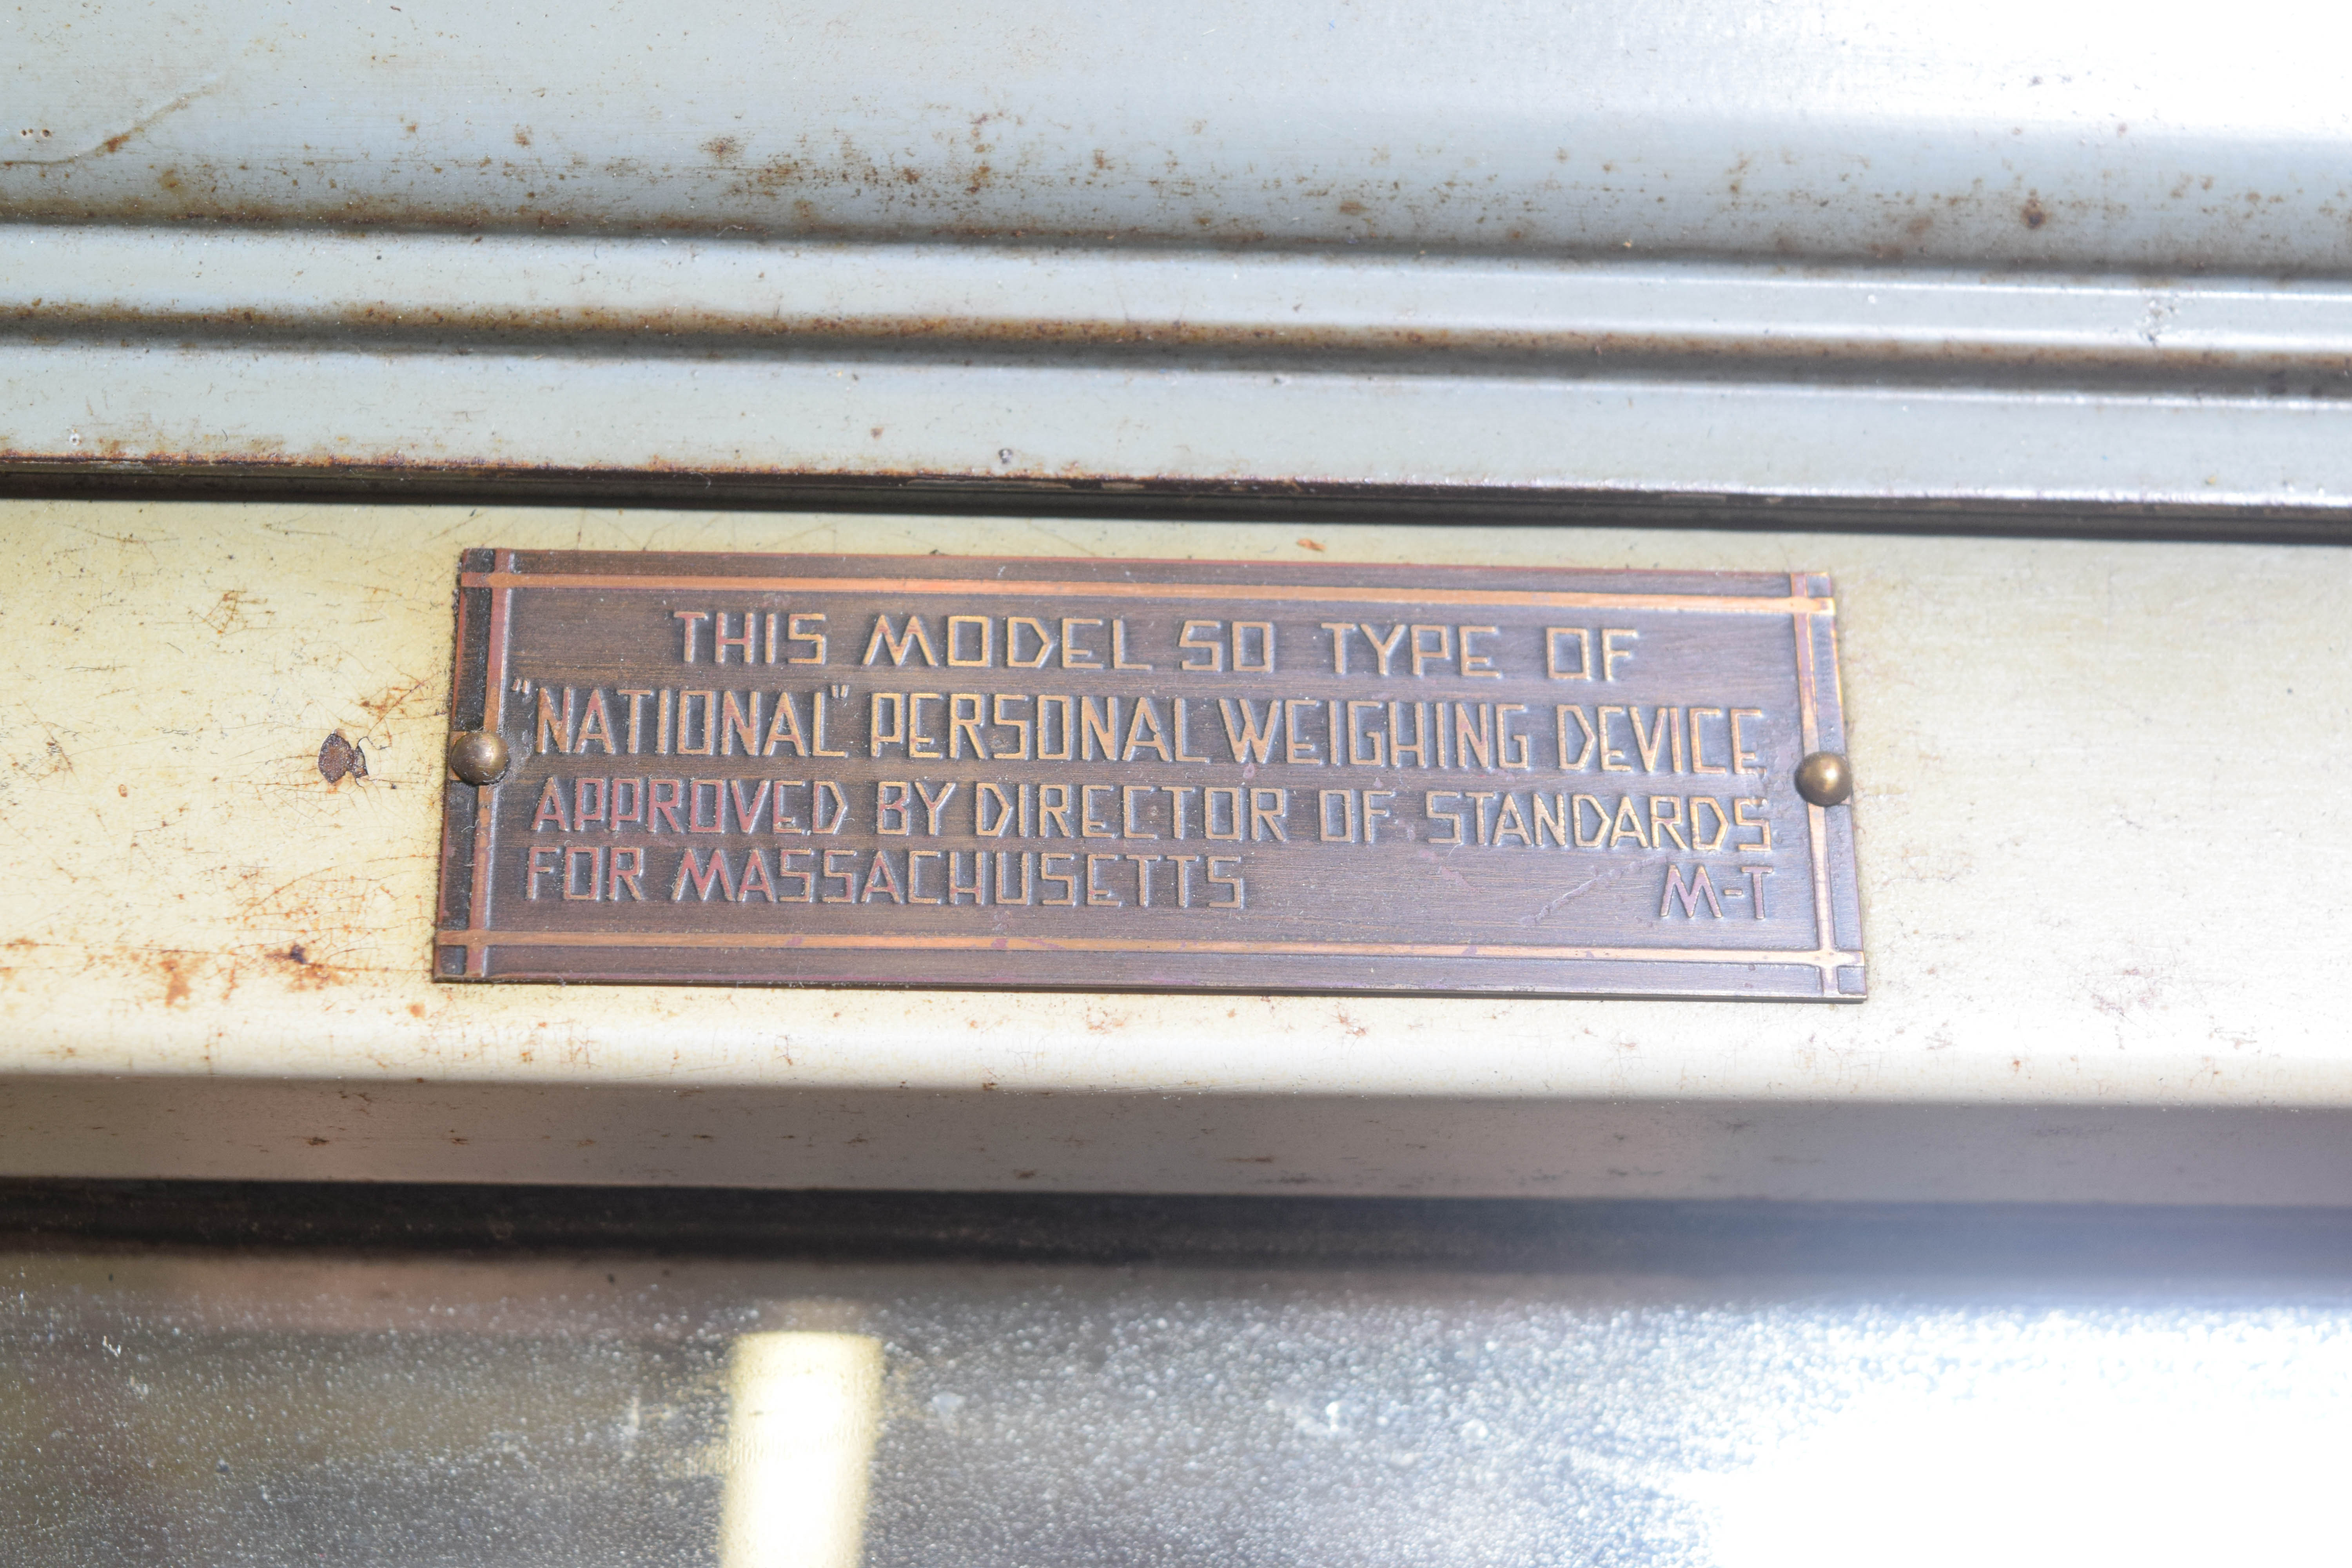 THIS MODEL 50 TYPE OF
"NATIONAL" PERSONAL WEIGHING DEVICE
APPROVED BY DIRECTOR OF STANDARDS
FOR MASSACHUSETTS M-T